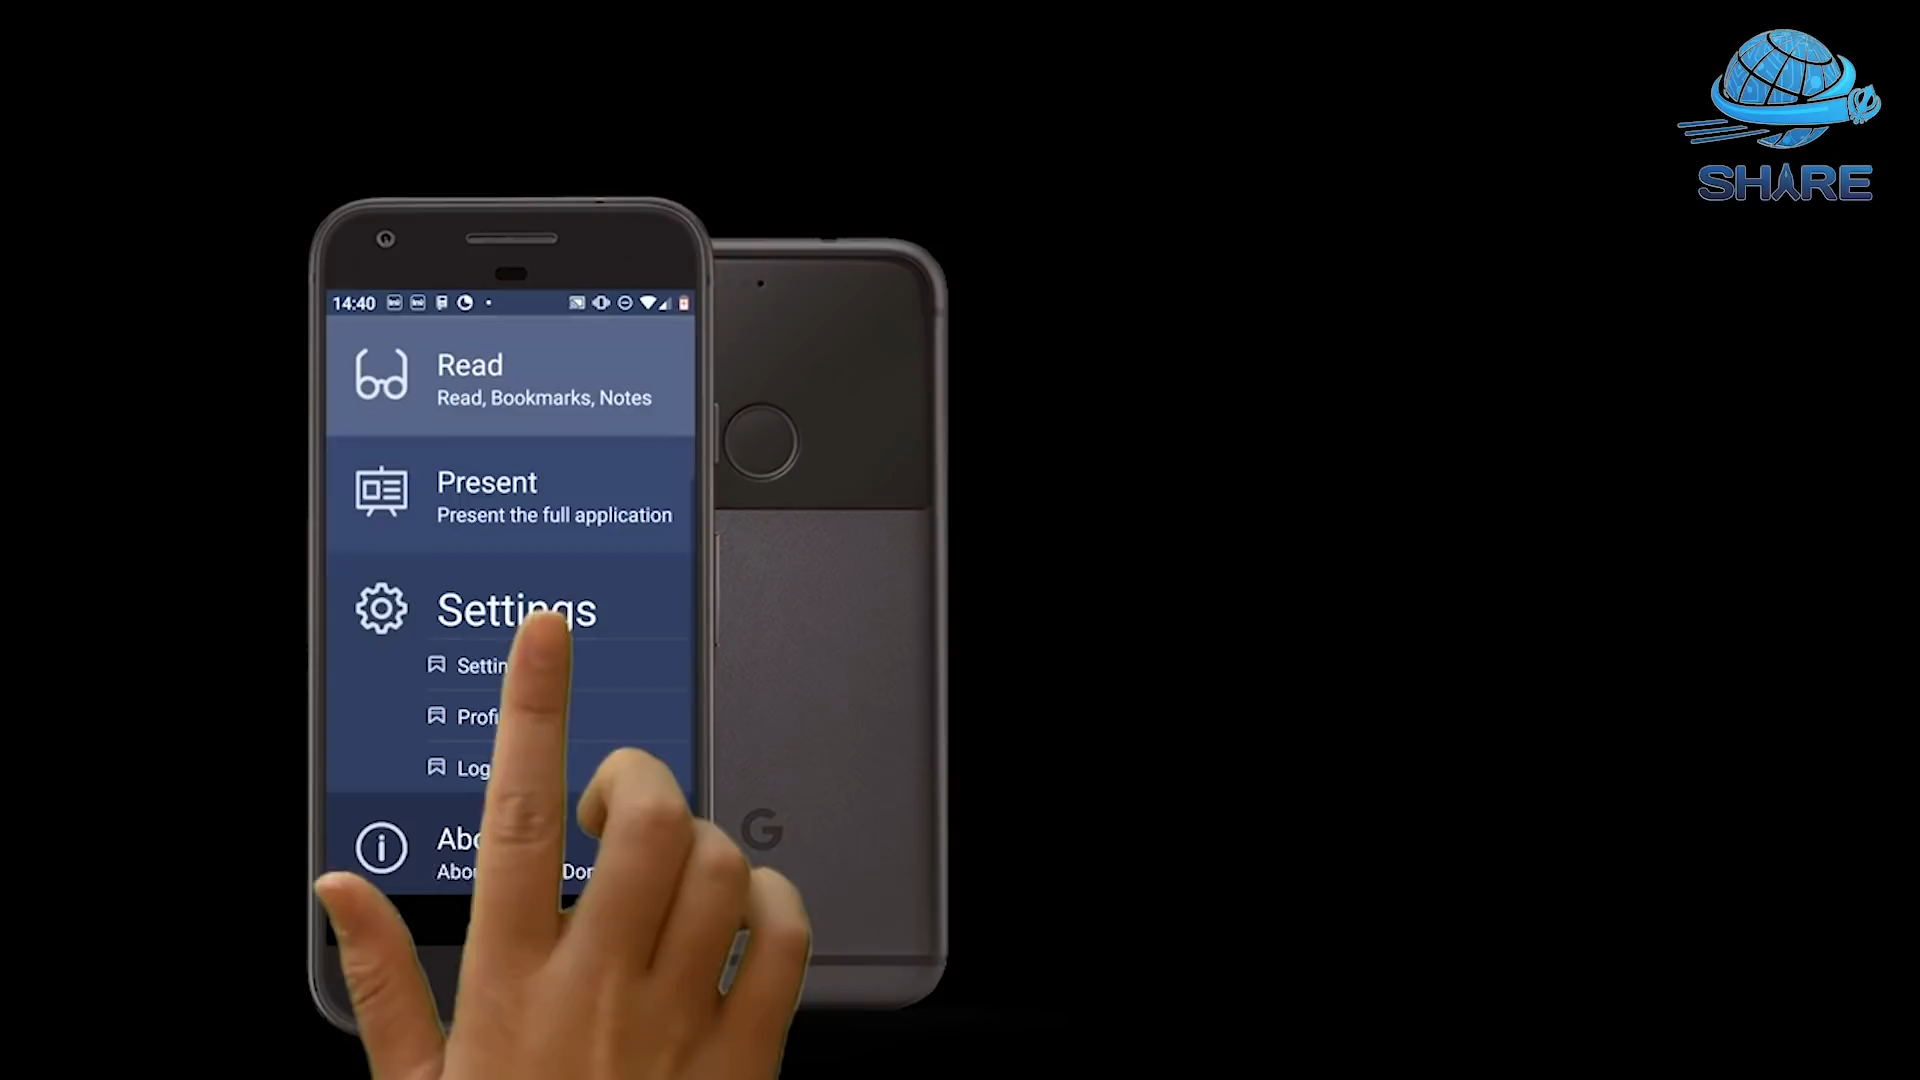 SHARE
14:40
Read
Read, Bookmarks, Notes
Present
Present the full application
Settings
G